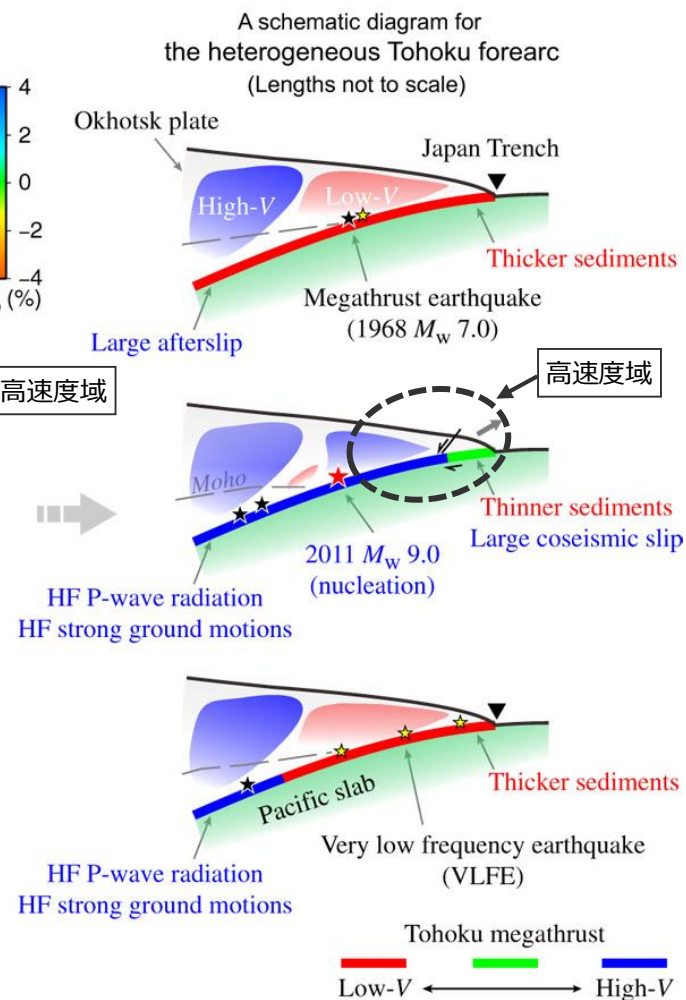 A schematic diagram for
the heterogeneous Tohoku forearc
(Lengths not to scale)
4
2
0
−2
−4
(%)
Okhotsk plate
Japan Trench
High-V
Low-V
Thicker sediments
Megathrust earthquake
(1968 Mw 7.0)
Large afterslip
高速度域
高速度域
Moho
Thinner sediments
Large coseismic slip
2011 Mw 9.0
(nucleation)
HF P-wave radiation
HF strong ground motions
Thicker sediments
Pacific slab
Very low frequency earthquake
(VLFE)
HF P-wave radiation
HF strong ground motions
Tohoku megathrust
Low-V
High-V